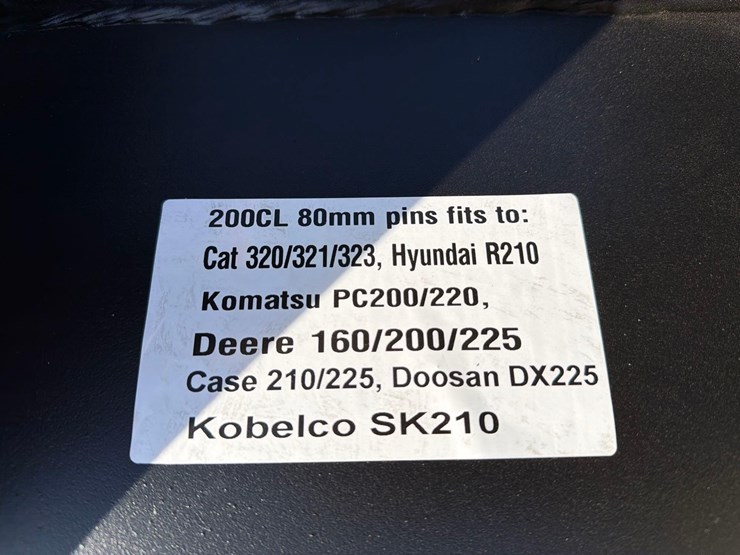 200CL 80mm pins fits to:
Cat 320/321/323, Hyundai R210
Komatsu PC200/220,
Deere 160/200/225
Case 210/225, Doosan DX225
Kobelco SK210